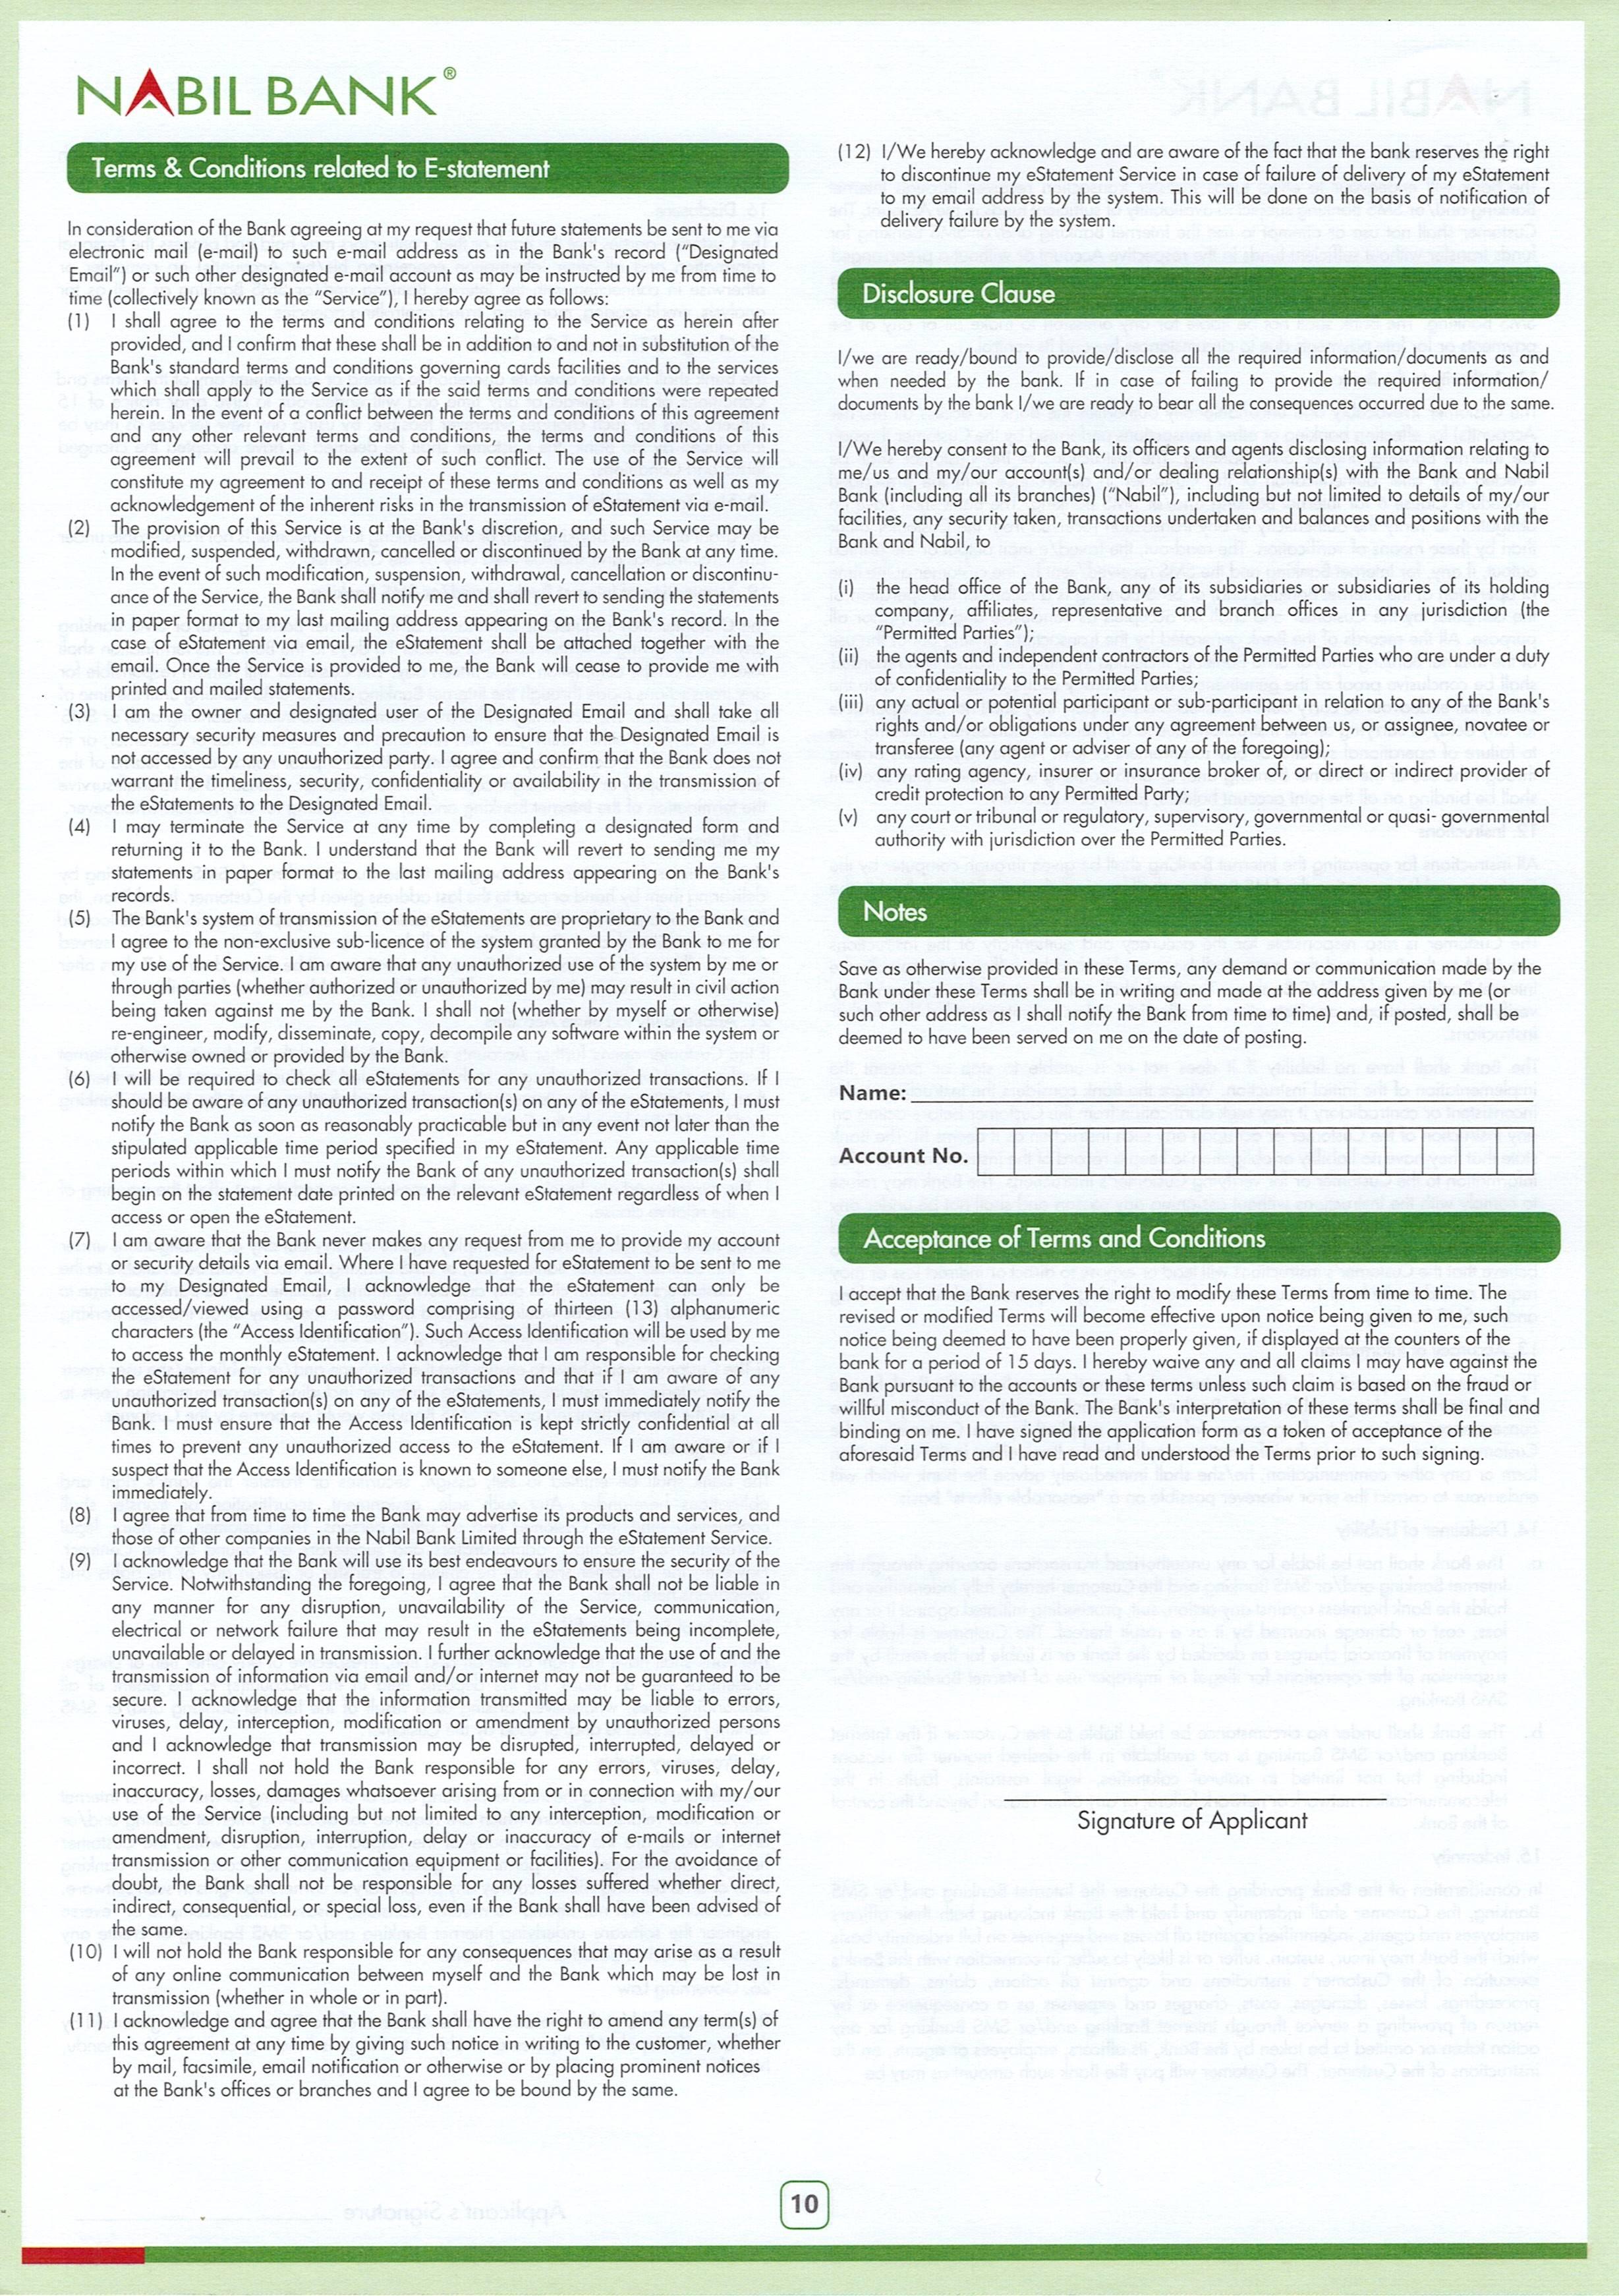 NABIL BANK®
Terms & Conditions related to E-statement
In consideration of the Bank agreeing at my request that future statements be sent to me via
electronic mail (e-mail) to such e-mail address as in the Bank's record (“Designated
Email”) or such other designated e-mail account as may be instructed by me from time to
time (collectively known as the “Service”), I hereby agree as follows:
(1) I shall agree to the terms and conditions relating to the Service as herein after
provided, and I confirm that these shall be in addition to and not in substitution of the
Bank's standard terms and conditions governing cards facilities and to the services
which shall apply to the Service as if the said terms and conditions were repeated
herein. In the event of a conflict between the terms and conditions of this agreement
and any other relevant terms and conditions, the terms and conditions of this
agreement will prevail to the extent of such conflict. The use of the Service will
constitute my agreement to and receipt of these terms and conditions as well as my
acknowledgement of the inherent risks in the transmission of eStatement via e-mail.
(2) The provision of this Service is at the Bank's discretion, and such Service may be
modified, suspended, withdrawn, cancelled or discontinued by the Bank at any time.
In the event of such modification, suspension, withdrawal, cancellation or discontinu-
ance of the Service, the Bank shall notify me and shall revert to sending the statements
in paper format to my last mailing address appearing on the Bank's record. In the
case of eStatement via email, the eStatement shall be attached together with the
email. Once the Service is provided to me, the Bank will cease to provide me with
printed and mailed statements.
(3) I am the owner and designated user of the Designated Email and shall take all
necessary security measures and precaution to ensure that the Designated Email is
not accessed by any unauthorized party. I agree and confirm that the Bank does not
warrant the timeliness, security, confidentiality or availability in the transmission of
the eStatements to the Designated Email.
(4) I may terminate the Service at any time by completing a designated form and
returning it to the Bank. I understand that the Bank will revert to sending me my
statements in paper format to the last mailing address appearing on the Bank's
records.
(5) The Bank's system of transmission of the eStatements are proprietary to the Bank and
I agree to the non-exclusive sub-licence of the system granted by the Bank to me for
my use of the Service. I am aware that any unauthorized use of the system by me or
through parties (whether authorized or unauthorized by me) may result in civil action
being taken against me by the Bank. I shall not (whether by myself or otherwise)
re-engineer, modify, disseminate, copy, decompile any software within the system or
otherwise owned or provided by the Bank.
(6) I will be required to check all eStatements for any unauthorized transactions. If I
should be aware of any unauthorized transaction(s) on any of the eStatements, I must
notify the Bank as soon as reasonably practicable but in any event not later than the
stipulated applicable time period specified in my eStatement. Any applicable time
periods within which I must notify the Bank of any unauthorized transaction(s) shall
begin on the statement date printed on the relevant eStatement regardless of when I
access or open the eStatement.
(7) I am aware that the Bank never makes any request from me to provide my account
or security details via email. Where I have requested for eStatement to be sent to me
to my Designated Email, I acknowledge that the eStatement can only be
accessed/viewed using a password comprising of thirteen (13) alphanumeric
characters (the “Access Identification”). Such Access Identification will be used by me
to access the monthly eStatement. I acknowledge that I am responsible for checking
the eStatement for any unauthorized transactions and that if I am aware of any
unauthorized transaction(s) on any of the eStatements, I must immediately notify the
Bank. I must ensure that the Access Identification is kept strictly confidential at all
times to prevent any unauthorized access to the eStatement. If I am aware or if I
suspect that the Access Identification is known to someone else, I must notify the Bank
immediately.
(8) I agree that from time to time the Bank may advertise its products and services, and
those of other companies in the Nabil Bank Limited through the eStatement Service.
(9) I acknowledge that the Bank will use its best endeavours to ensure the security of the
Service. Notwithstanding the foregoing, I agree that the Bank shall not be liable in
any manner for any disruption, unavailability of the Service, communication,
electrical or network failure that may result in the eStatements being incomplete,
unavailable or delayed in transmission. I further acknowledge that the use of and the
transmission of information via email and/or internet may not be guaranteed to be
secure. I acknowledge that the information transmitted may be liable to errors,
viruses, delay, interception, modification or amendment by unauthorized persons
and I acknowledge that transmission may be disrupted, interrupted, delayed or
incorrect. I shall not hold the Bank responsible for any errors, viruses, delay,
inaccuracy, losses, damages whatsoever arising from or in connection with my/our
use of the Service (including but not limited to any interception, modification or
amendment, disruption, interruption, delay or inaccuracy of e-mails or internet
transmission or other communication equipment or facilities). For the avoidance of
doubt, the Bank shall not be responsible for any losses suffered whether direct,
indirect, consequential, or special loss, even if the Bank shall have been advised of
the same.
(10) I will not hold the Bank responsible for any consequences that may arise as a result
of any online communication between myself and the Bank which may be lost in
transmission (whether in whole or in part).
(11) I acknowledge and agree that the Bank shall have the right to amend any term(s) of
this agreement at any time by giving such notice in writing to the customer, whether
by mail, facsimile, email notification or otherwise or by placing prominent notices
at the Bank's offices or branches and I agree to be bound by the same.
(12) I/We hereby acknowledge and are aware of the fact that the bank reserves the right
to discontinue my eStatement Service in case of failure of delivery of my eStatement
to my email address by the system. This will be done on the basis of notification of
delivery failure by the system.
Disclosure Clause
I/we are ready/bound to provide/disclose all the required information/documents as and
when needed by the bank. If in case of failing to provide the required information/
documents by the bank I/we are ready to bear all the consequences occurred due to the same.
I/We hereby consent to the Bank, its officers and agents disclosing information relating to
me/us and my/our account(s) and/or dealing relationship(s) with the Bank and Nabil
Bank (including all its branches) (“Nabil”), including but not limited to details of my/our
facilities, any security taken, transactions undertaken and balances and positions with the
Bank and Nabil, to
(i) the head office of the Bank, any of its subsidiaries or subsidiaries of its holding
company, affiliates, representative and branch offices in any jurisdiction (the
“Permitted Parties”);
(ii) the agents and independent contractors of the Permitted Parties who are under a duty
of confidentiality to the Permitted Parties;
(iii) any actual or potential participant or sub-participant in relation to any of the Bank's
rights and/or obligations under any agreement between us, or assignee, novatee or
transferee (any agent or adviser of any of the foregoing);
(iv) any rating agency, insurer or insurance broker of, or direct or indirect provider of
credit protection to any Permitted Party;
(v) any court or tribunal or regulatory, supervisory, governmental or quasi- governmental
authority with jurisdiction over the Permitted Parties.
Notes
Save as otherwise provided in these Terms, any demand or communication made by the
Bank under these Terms shall be in writing and made at the address given by me (or
such other address as I shall notify the Bank from time to time) and, if posted, shall be
deemed to have been served on me on the date of posting.
Name:
Account No.
Acceptance of Terms and Conditions
I accept that the Bank reserves the right to modify these Terms from time to time. The
revised or modified Terms will become effective upon notice being given to me, such
notice being deemed to have been properly given, if displayed at the counters of the
bank for a period of 15 days. I hereby waive any and all claims I may have against the
Bank pursuant to the accounts or these terms unless such claim is based on the fraud or
willful misconduct of the Bank. The Bank's interpretation of these terms shall be final and
binding on me. I have signed the application form as a token of acceptance of the
aforesaid Terms and I have read and understood the Terms prior to such signing.
Signature of Applicant
10